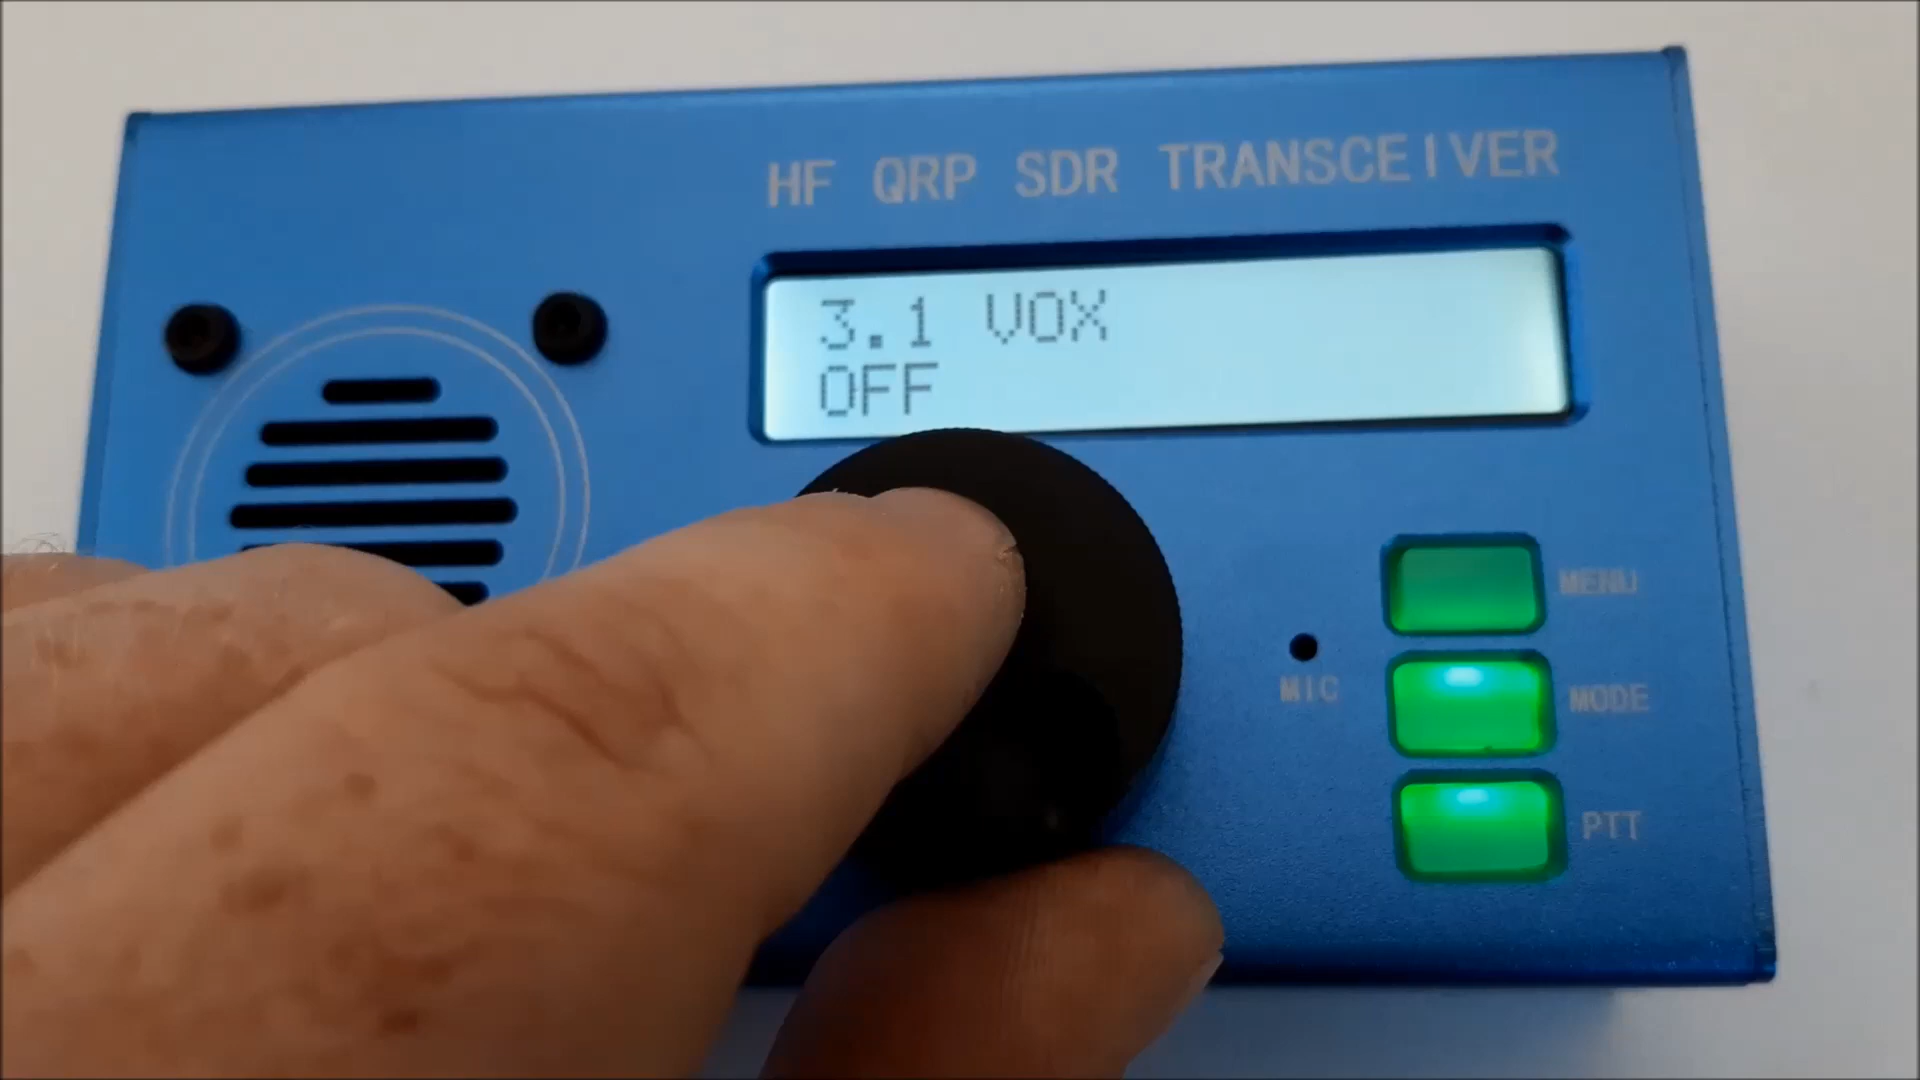 HF QRP SDR TRANSCEIVER
3.1 VOX
OFF
MENU
MIC
MODE
PTT